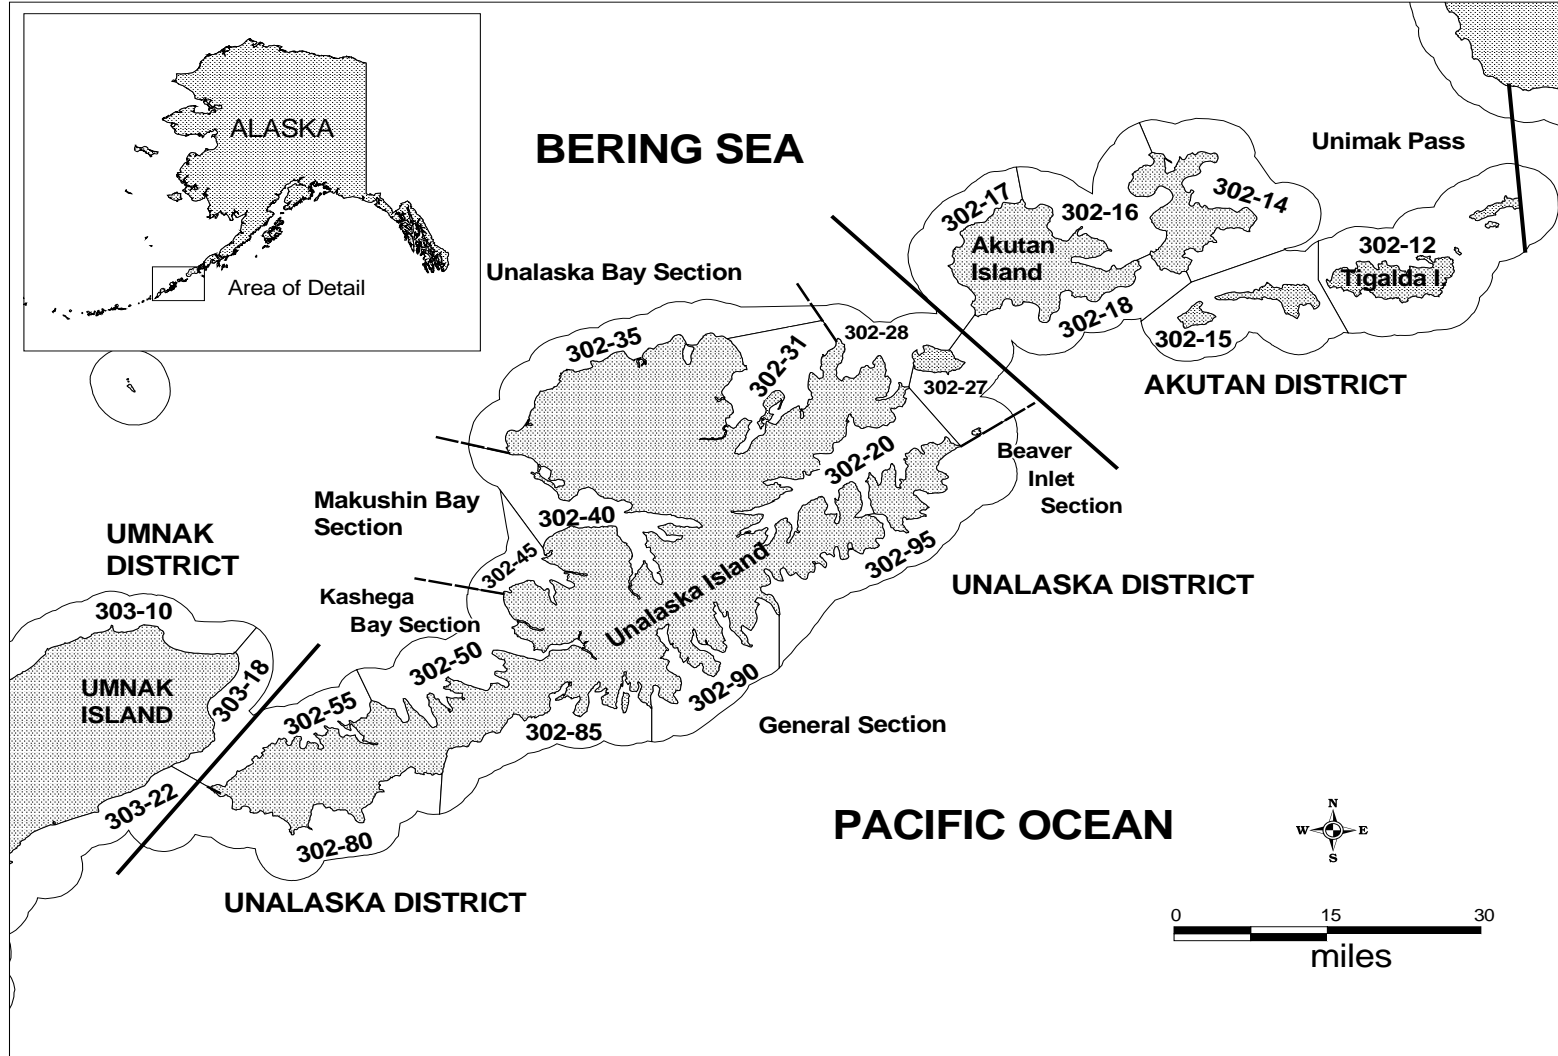 ALASKA
Area of Detail
BERING SEA
Unimak Pass
302-17
302-16
302-14
302-12
Akutan
Island
Tigalda I.
302-18
302-15
AKUTAN DISTRICT
Unalaska Bay Section
302-35
302-31
302-28
302-27
302-20
Beaver
Inlet
Section
Makushin Bay
Section
302-40
302-45
302-95
Unalaska Island
UNALASKA DISTRICT
UMNAK
DISTRICT
303-10
Kashega
Bay Section
302-50
303-18
UMNAK
ISLAND
302-55
302-90
302-85
General Section
303-22
302-80
PACIFIC OCEAN
UNALASKA DISTRICT
N
W E
S
0 15 30
miles